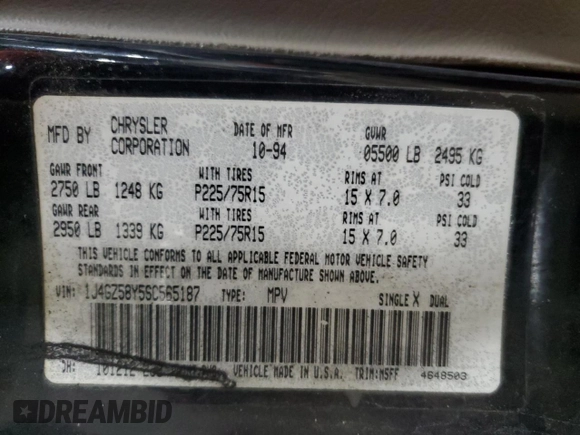 MFD BY CHRYSLER CORPORATION DATE OF MFR 10-94 GVWR 05500 LB 2495 KG
GAWR FRONT WITH TIRES RIMS AT PSI COLD
2750 LB 1248 KG P225/75R15 15 X 7.0 33
GAWR REAR WITH TIRES RIMS AT PSI COLD
2950 LB 1339 KG P225/75R15 15 X 7.0 33
THIS VEHICLE CONFORMS TO ALL APPLICABLE FEDERAL MOTOR VEHICLE SAFETY
STANDARDS IN EFFECT ON THE DATE OF MANUFACTURE SHOWN ABOVE.
VIN: 1J4GZ58Y5SC565187 TYPE: MPV SINGLE X DUAL
VEHICLE MADE IN U.S.A. TRIM:M5FF 4648503
DREAMBID